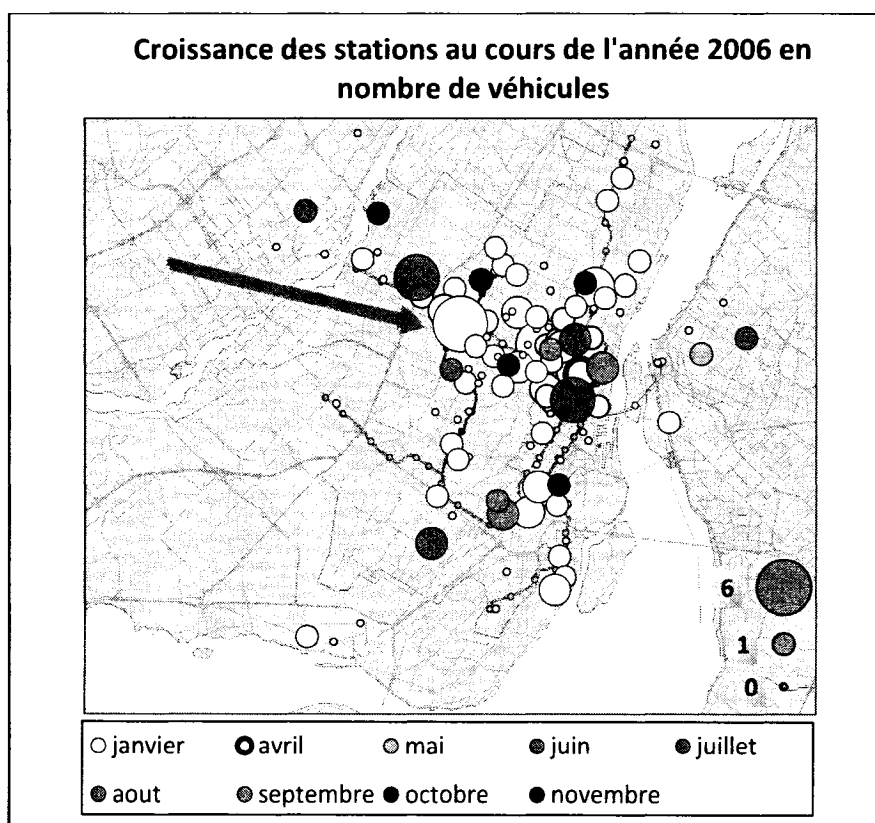 Croissance des stations au cours de l'année 2006 en
nombre de véhicules
6
1
0
janvier avril mai juin juillet
aout septembre octobre novembre